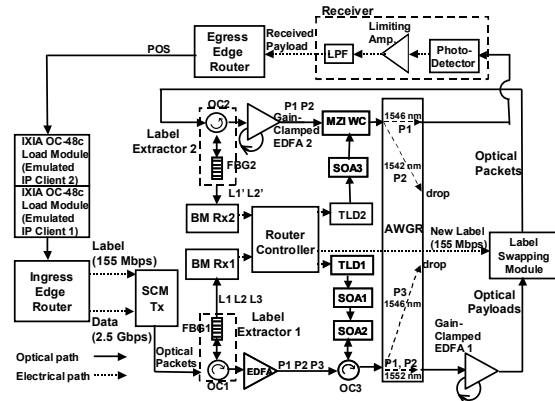 Receiver
Egress
Edge
Router
POS
Received
Payload
LPF
Limiting
Amp.
Photo-
Detector
OC2
P1 P2
Gain-
Clamped
EDFA 2
MZI WC
1546 nm
P1
1542 nm
P2
drop
Label
Extractor 2
FBG2
SOA3
IXIA OC-48c
Load Module
(Emulated
IP Client 2)
IXIA OC-48c
Load Module
(Emulated
IP Client 1)
L1' L2'
BM Rx2
TLD2
Optical
Packets
AWGR
Router
Controller
New Label
(155 Mbps)
Label
Swapping
Module
Label
(155 Mbps)
BM Rx1
TLD1
drop
P3
1546 nm
Ingress
Edge
Router
SCM
Tx
L1 L2 L3
SOA1
SOA2
Optical
Payloads
Data
(2.5 Gbps)
FBG1
Label
Extractor 1
Gain-
Clamped
EDFA 1
Optical
Packets
OC1
EDFA
P1 P2 P3
OC3
P1, P2
1552 nm
Optical path
Electrical path